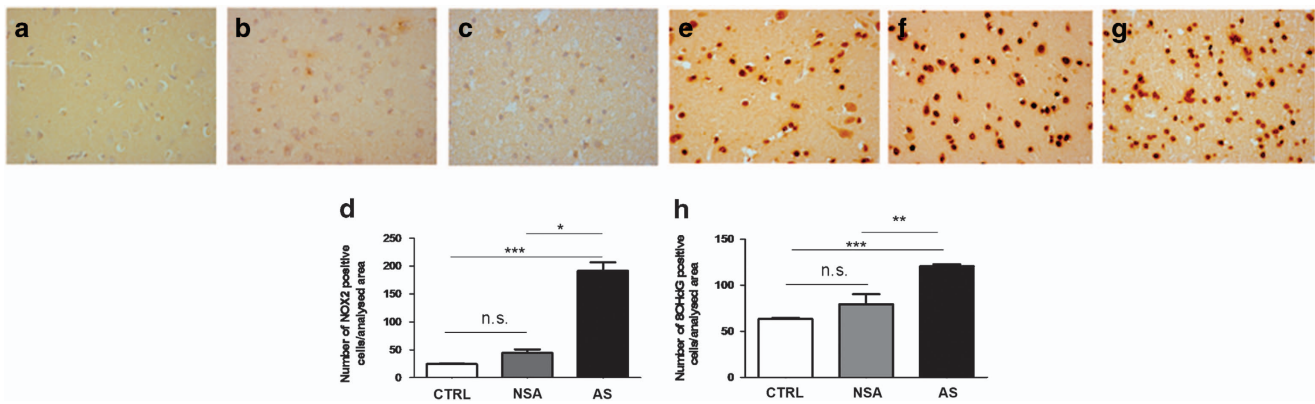 a
b
c
e
f
g
d
Number of NOX2 positive
cells/analysed area
250
200
150
100
50
0
n.s.
***
*
CTRL
NSA
AS
h
Number of 8OHdG positive
cells/analysed area
150
100
50
0
n.s.
***
**
CTRL
NSA
AS